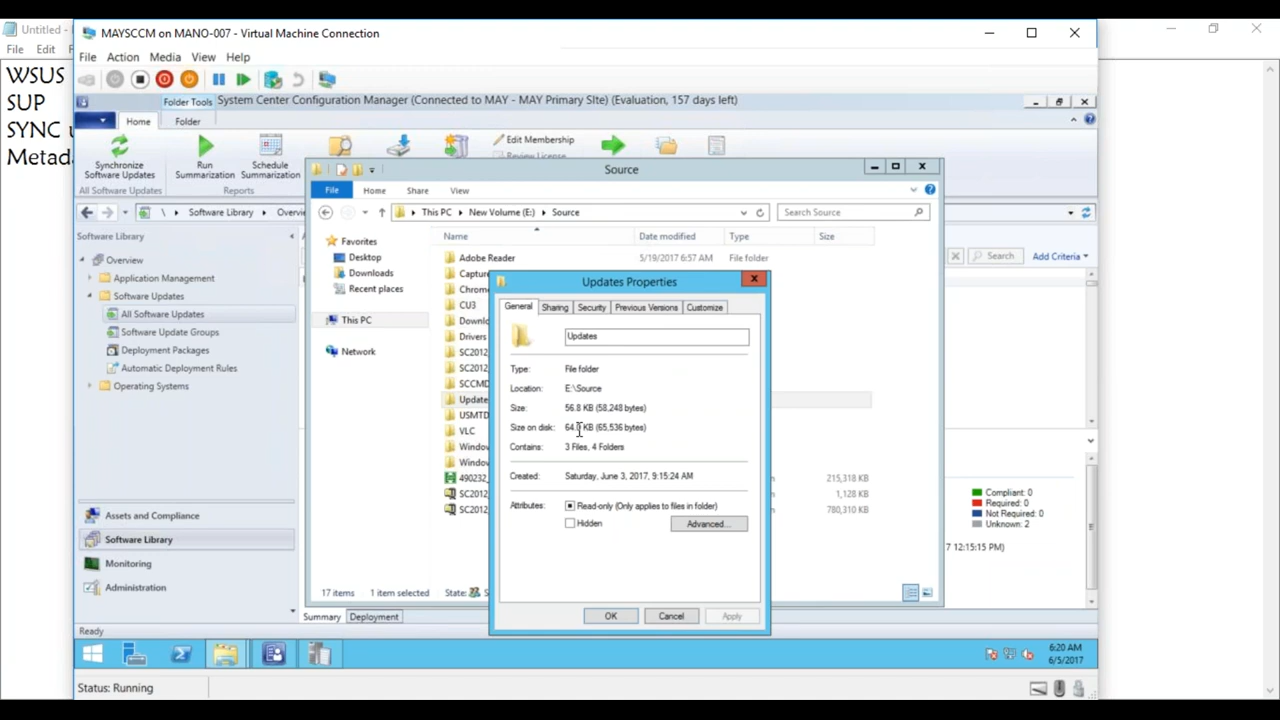 Untitled -
File Edit
WSUS
SUP
SYNC
MAYSCCM on MANO-007 - Virtual Machine Connection
File Action Media View Help
Folder Tools System Center Configuration Manager (Connected to MAY - MAY Primary SIte) (Evaluation, 157 days left)
Home Folder
Synchronize Software Updates
Run Summarization
Schedule Summarization
Edit Membership
Review License
All Software Updates Reports
\ Software Library
Search Add Criteria
Software Library
Overview
Application Management
Software Updates
All Software Updates
Software Update Groups
Deployment Packages
Automatic Deployment Rules
Operating Systems
Assets and Compliance
Software Library
Monitoring
Administration
Ready
Source
File Home Share View
This PC New Volume (E:) Source
Search Source
Favorites
Desktop
Downloads
Recent places
This PC
Network
Name Date modified Type Size
Adobe Reader 5/19/2017 6:57 AM File folder
CU3
Drivers
VLC
215,318 KB
1,128 KB
780,310 KB
17 items 1 item selected State:
Updates Properties
General Sharing Security Previous Versions Customize
Updates
Type: File folder
Location: E:\Source
Size: 56.8 KB (58,248 bytes)
Size on disk: 64.0 KB (65,536 bytes)
Contains: 3 Files, 4 Folders
Created: Saturday, June 3, 2017, 9:15:24 AM
Attributes: Read-only (Only applies to files in folder)
Hidden Advanced...
OK Cancel Apply
Compliant: 0
Required: 0
Not Required: 0
Unknown: 2
7 12:15:15 PM)
Summary Deployment
6:20 AM
6/5/2017
Status: Running